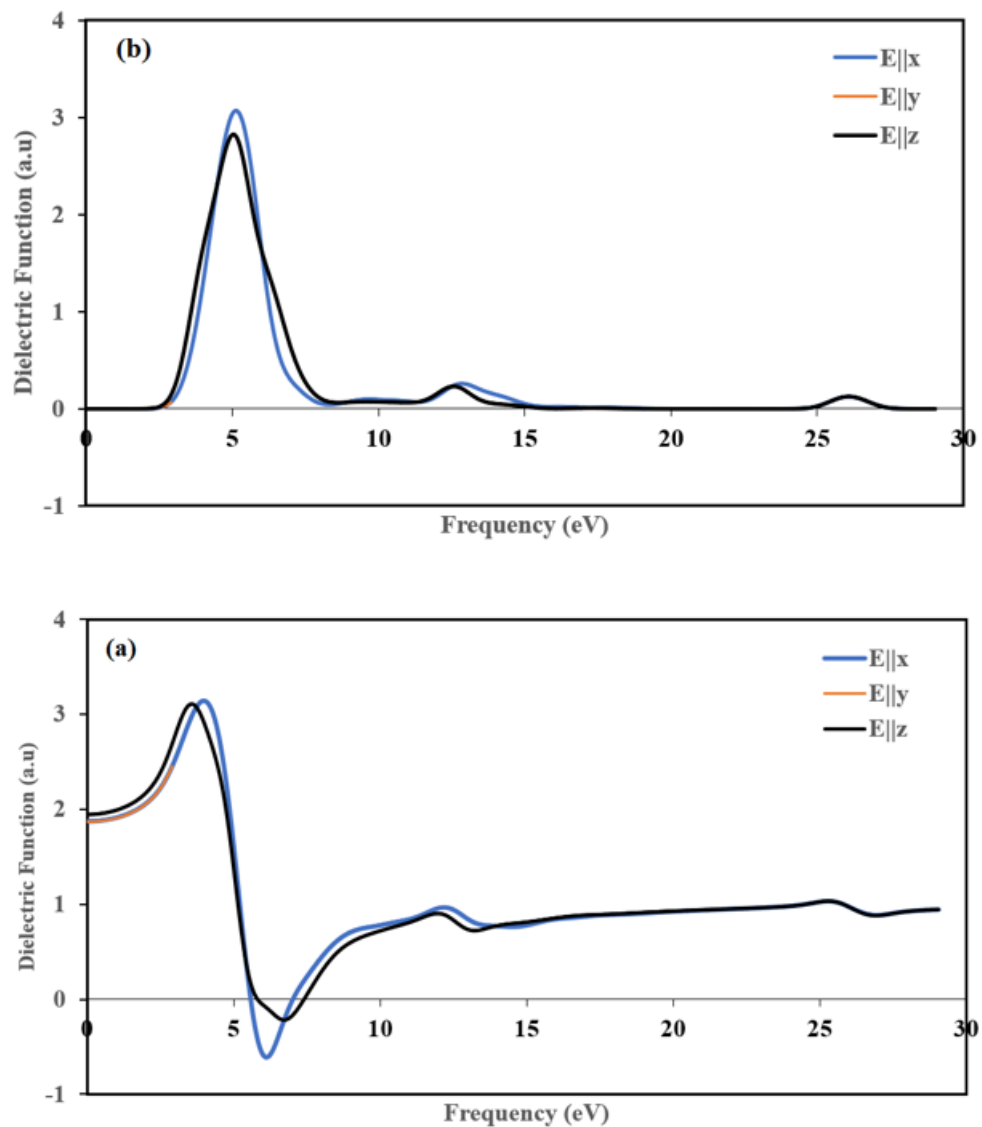 4
(b)
E||x
E||y
E||z
3
2
1
0
-1
Dielectric Function (a.u)
0 5 10 15 20 25 30
Frequency (eV)
4
(a)
E||x
E||y
E||z
3
2
1
0
-1
Dielectric Function (a.u)
0 5 10 15 20 25 30
Frequency (eV)